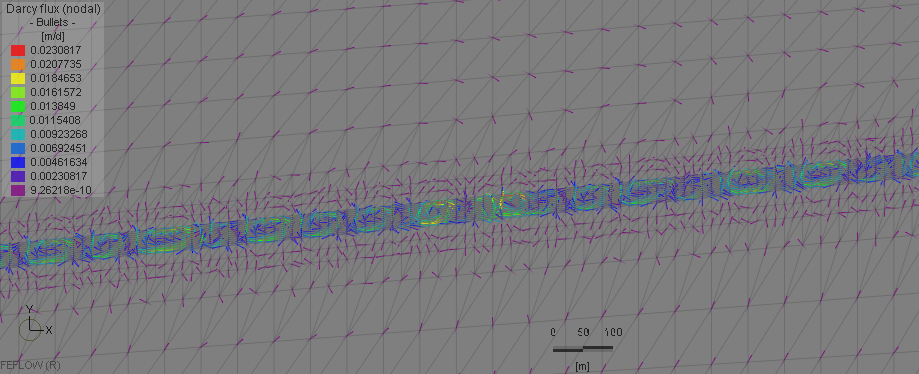 Darcy flux (nodal)
- Bullets -
[m/d]
0.0230817
0.0207735
0.0184653
0.0161572
0.013849
0.0115408
0.00923268
0.00692451
0.00461634
0.00230817
9.26218e-10
Y
X
0 50 100
[m]
FEFLOW (R)